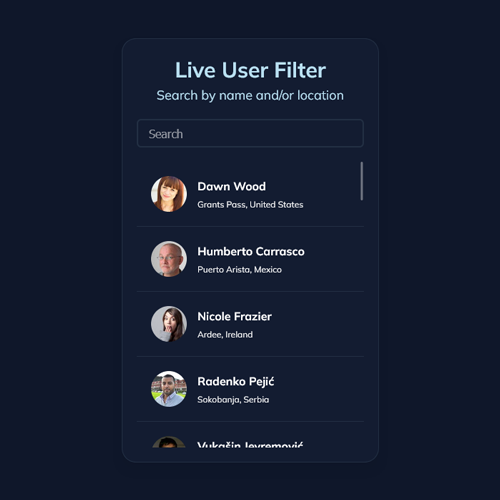 Live User Filter
Search by name and/or location
Search
Dawn Wood
Grants Pass, United States
Humberto Carrasco
Puerto Arista, Mexico
Nicole Frazier
Ardee, Ireland
Radenko Pejić
Sokobanja, Serbia
Vukašin Jevremović